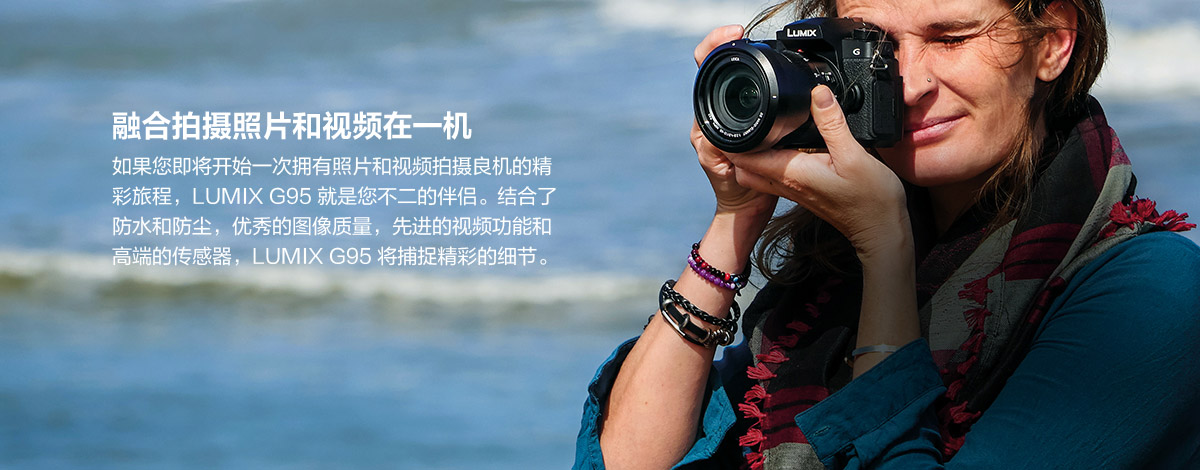 融合拍摄照片和视频在一机
如果您即将开始一次拥有照片和视频拍摄良机的精
彩旅程，LUMIX G95 就是您不二的伴侣。结合了
防水和防尘，优秀的图像质量，先进的视频功能和
高端的传感器，LUMIX G95 将捕捉精彩的细节。
LUMIX
G
LEICA